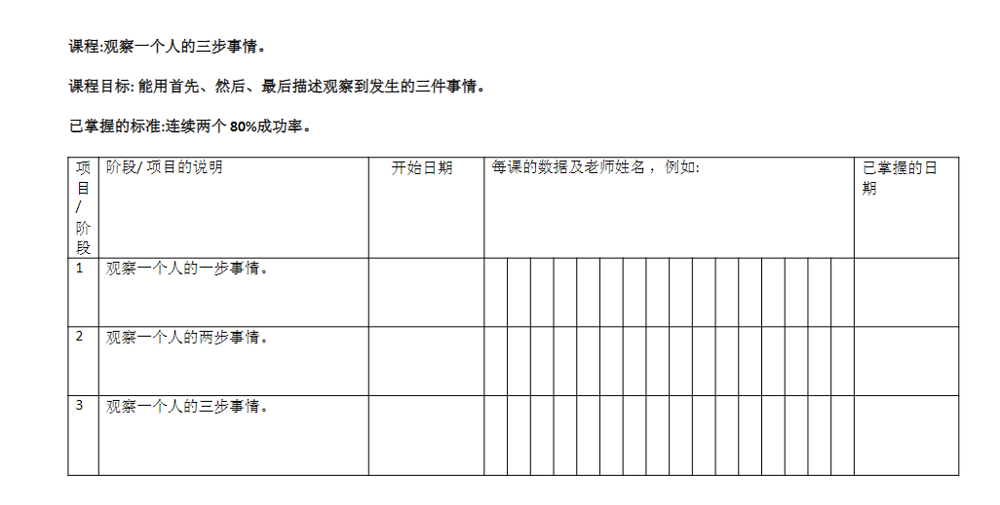 课程:观察一个人的三步事情。
课程目标: 能用首先、然后、最后描述观察到发生的三件事情。
已掌握的标准:连续两个 80%成功率。
项目/阶段 阶段/ 项目的说明 开始日期 每课的数据及老师姓名 ，例如: 已掌握的日期
1 观察一个人的一步事情。
2 观察一个人的两步事情。
3 观察一个人的三步事情。